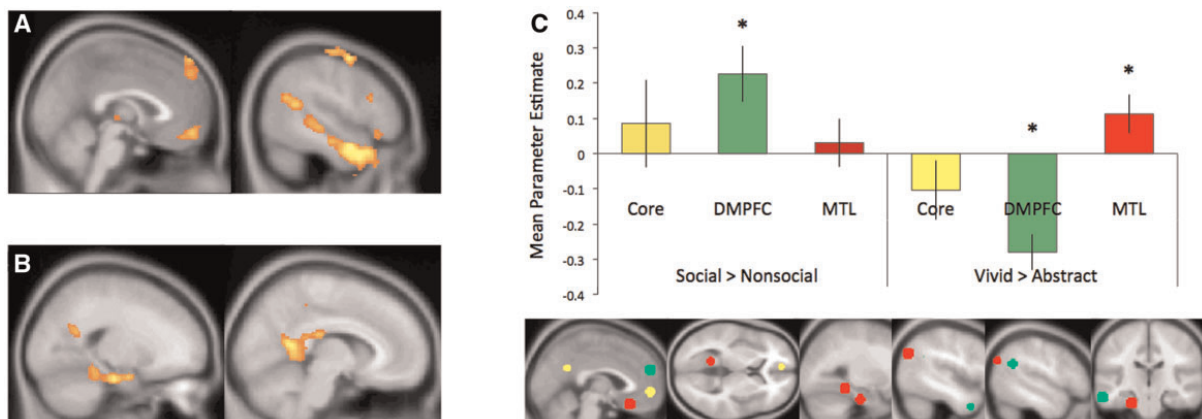 A
B
C
Mean Parameter Estimate
0.4
0.3
0.2
0.1
0
-0.1
-0.2
-0.3
-0.4
*
*
*
Core DMPFC MTL Core DMPFC MTL
Social > Nonsocial Vivid > Abstract